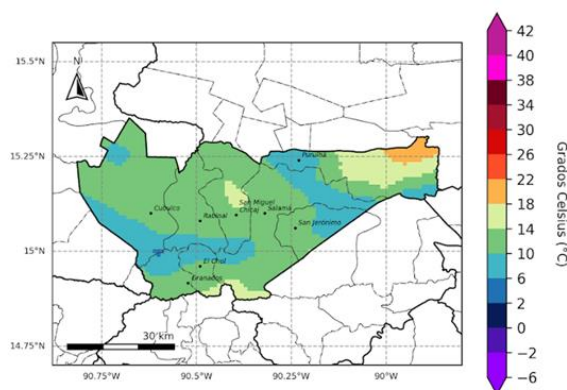 N
15.5°N
15.25°N
15°N
14.75°N
90.75°W
90.5°W
90.25°W
90°W
Purulhá
Cubulco
Rabinal
San Miguel
Chicaj
Salamá
San Jerónimo
El Chol
Granados
30 km
42
38
34
30
26
22
18
14
10
6
2
0
−2
−6
Grados Celsius (°C)